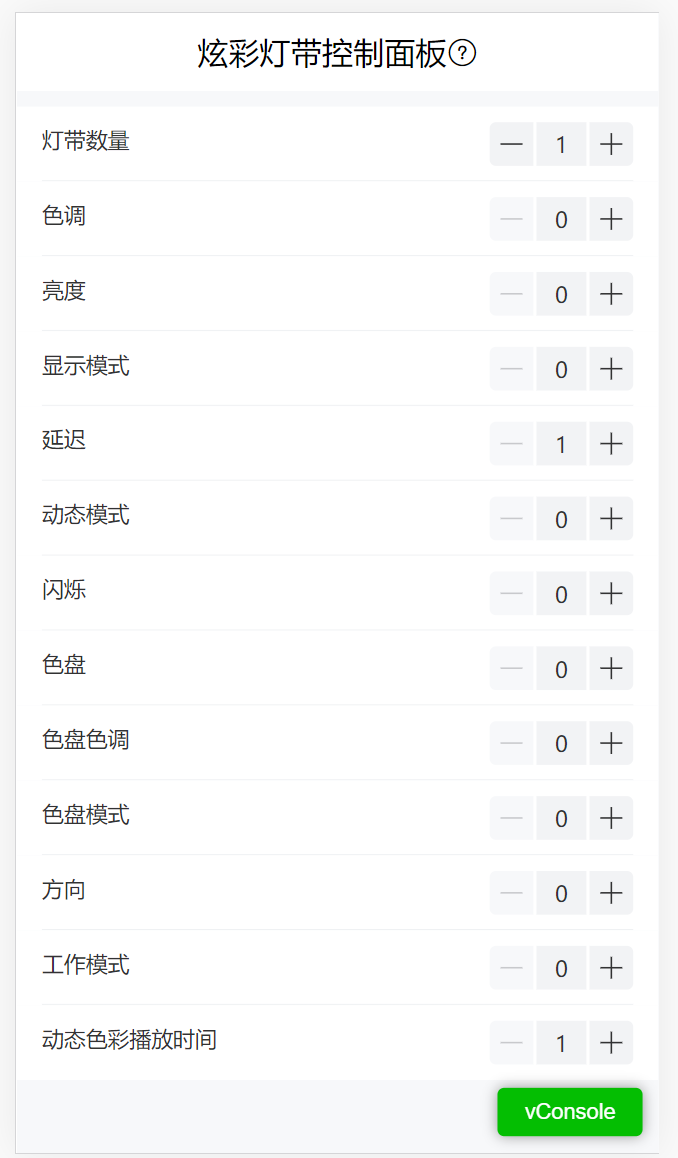 炫彩灯带控制面板?
灯带数量 — 1 +
色调 — 0 +
亮度 — 0 +
显示模式 — 0 +
延迟 — 1 +
动态模式 — 0 +
闪烁 — 0 +
色盘 — 0 +
色盘色调 — 0 +
色盘模式 — 0 +
方向 — 0 +
工作模式 — 0 +
动态色彩播放时间 — 1 +
vConsole